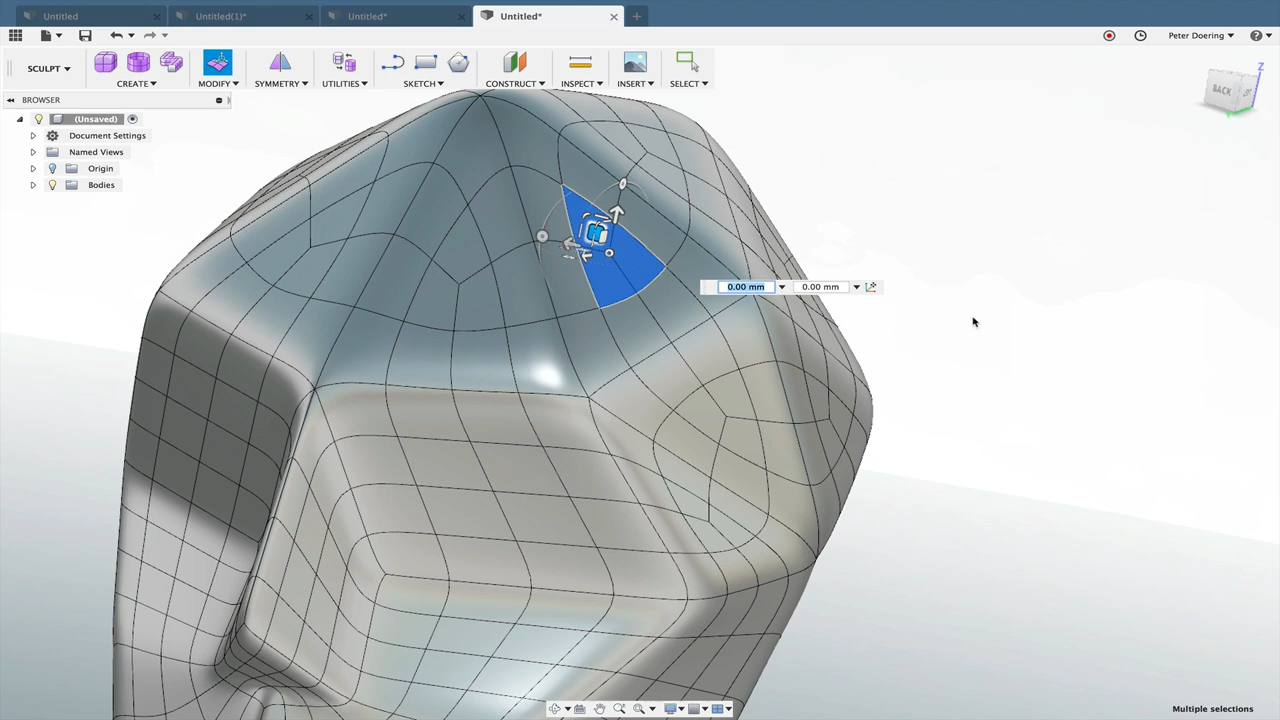 Untitled Untitled(1)* Untitled* Untitled*
Peter Doering
SCULPT CREATE MODIFY SYMMETRY UTILITIES SKETCH CONSTRUCT INSPECT INSERT SELECT
BROWSER
(Unsaved)
Document Settings
Named Views
Origin
Bodies
Z
BACK
0.00 mm 0.00 mm
Multiple selections